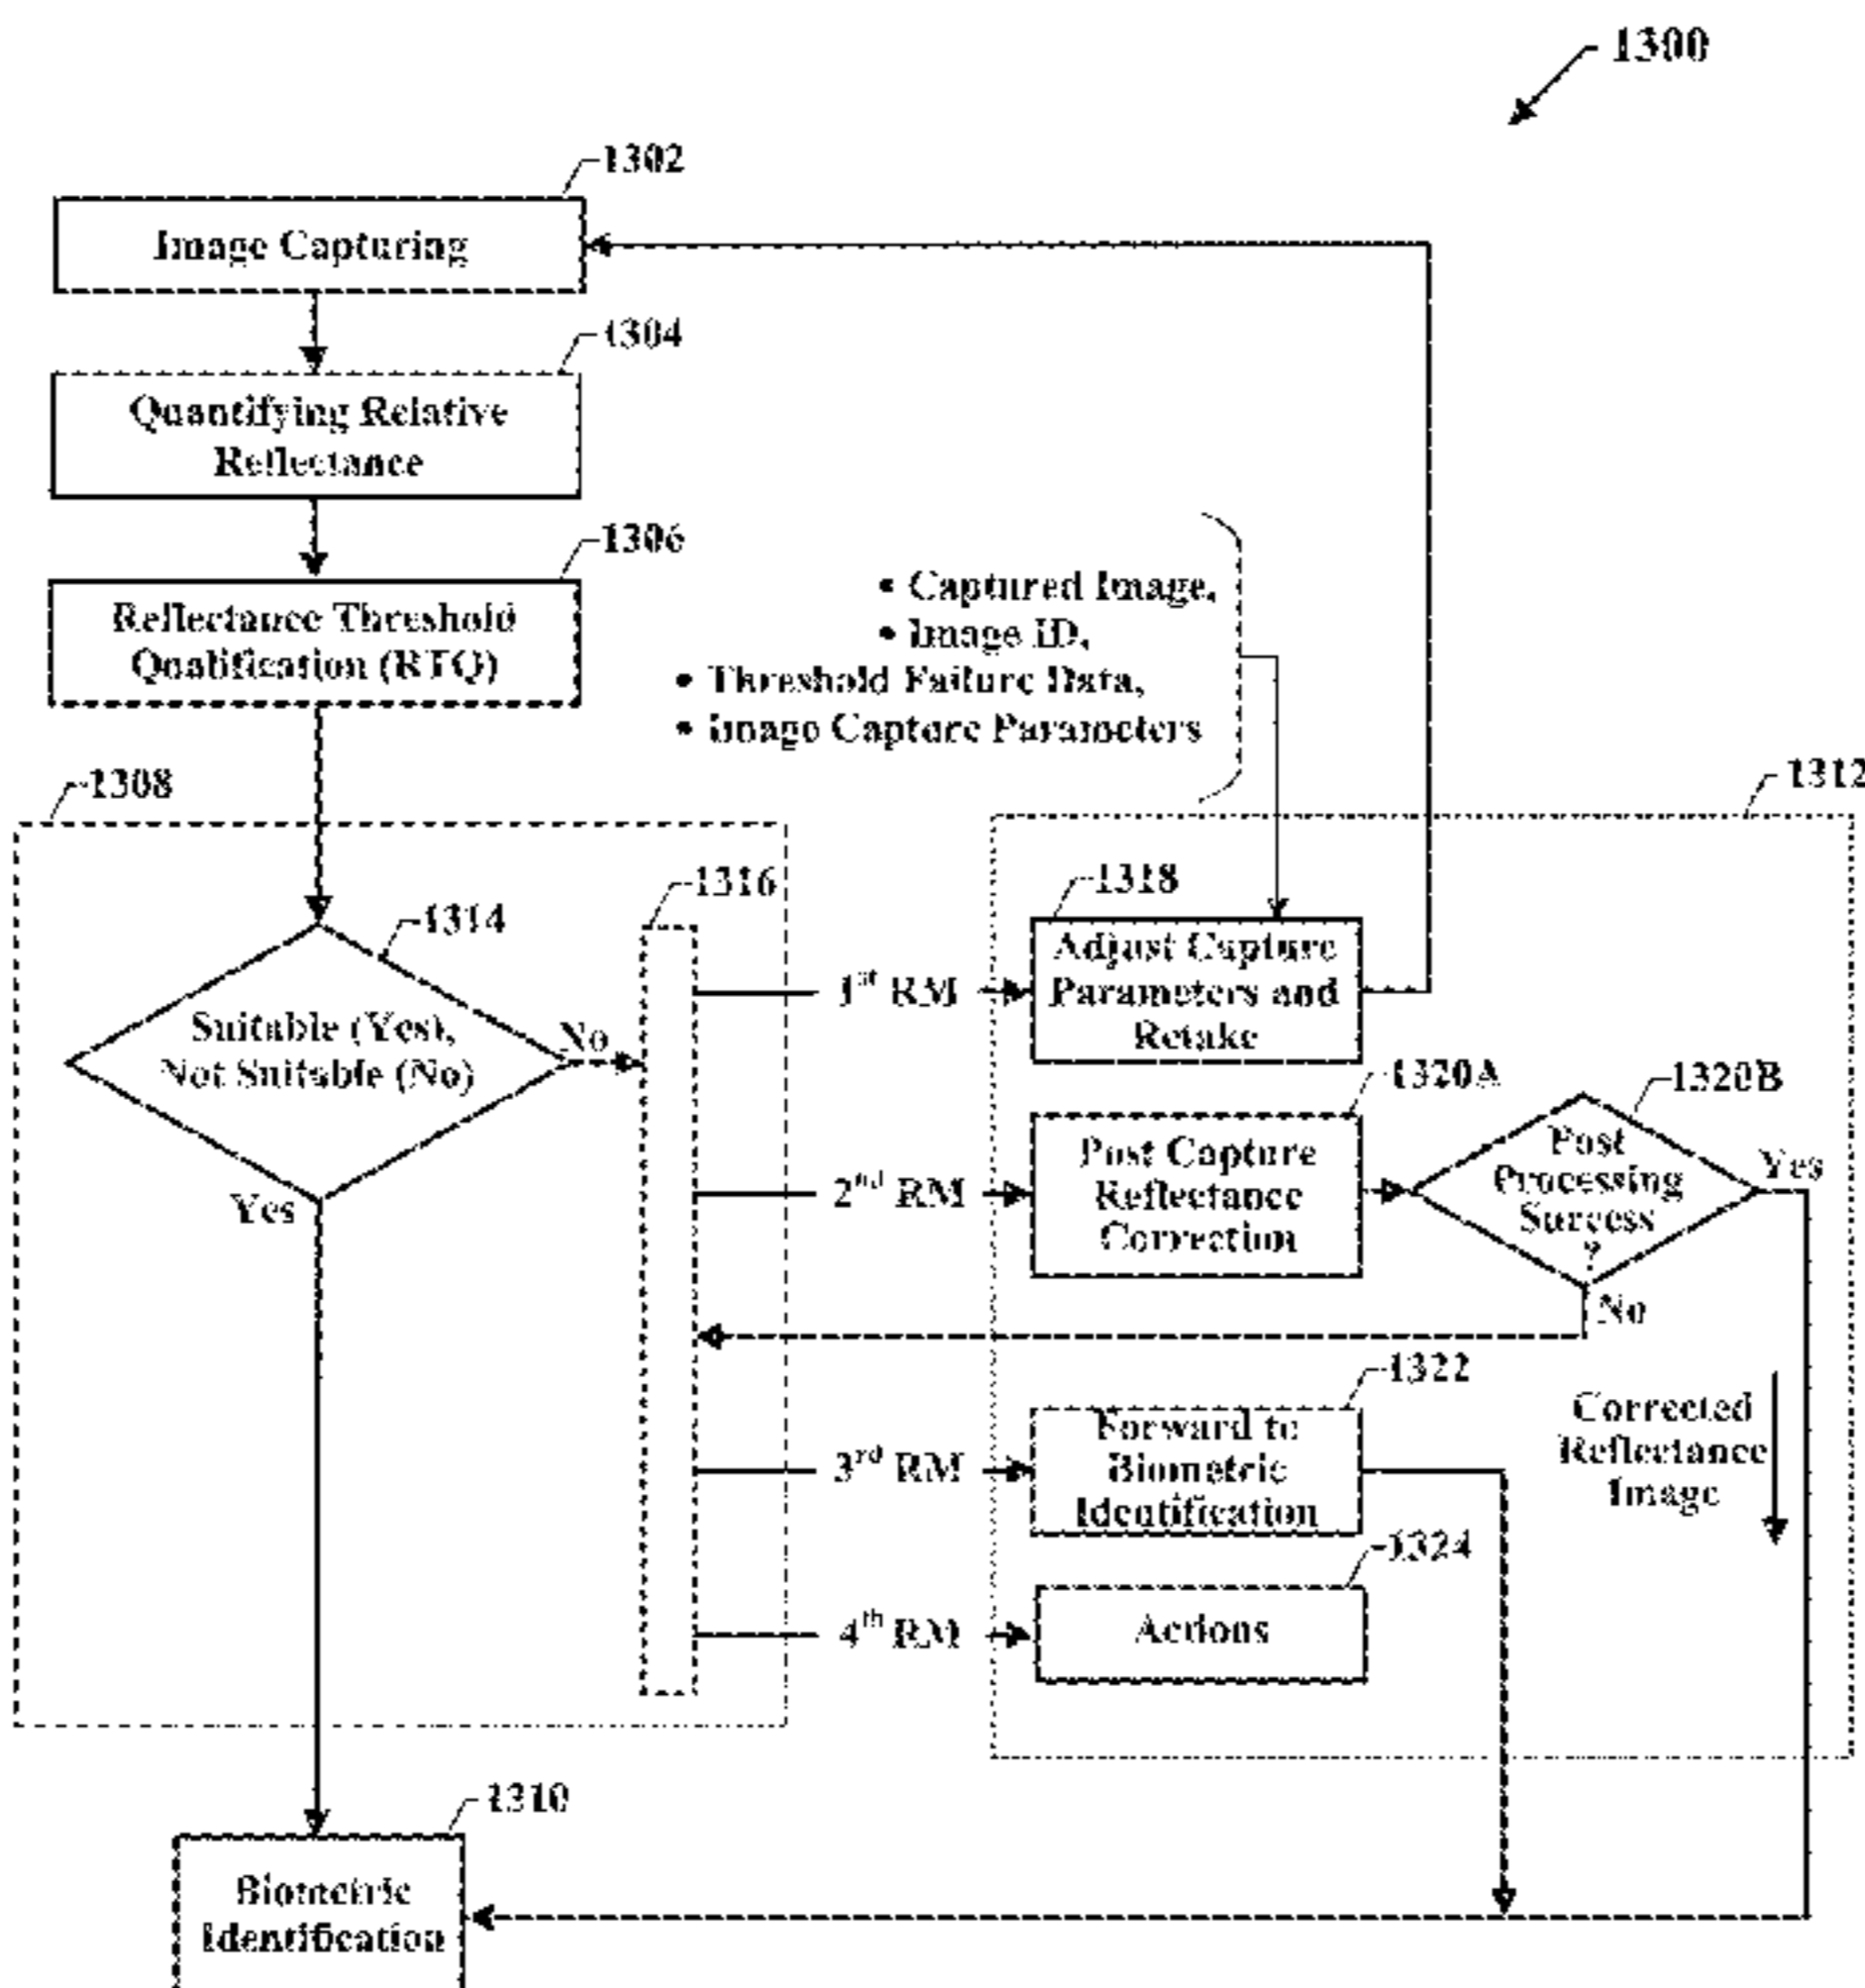 1300
1302
Image Capturing
1304
Quantifying Relative
Reflectance
1306
Reflectance Threshold
Qualification (RTQ)
• Captured Image,
• Image ID,
• Threshold Failure Data,
• Image Capture Parameters
1308
1312
1314
Suitable (Yes),
Not Suitable (No)
No
Yes
1316
1st RM
1318
Adjust Capture
Parameters and
Retake
2nd RM
1320A
Post Capture
Reflectance
Correction
1320B
Post
Processing
Success
?
Yes
No
3rd RM
1322
Forward to
Biometric
Identification
Corrected
Reflectance
Image
4th RM
1324
Actions
1310
Biometric
Identification